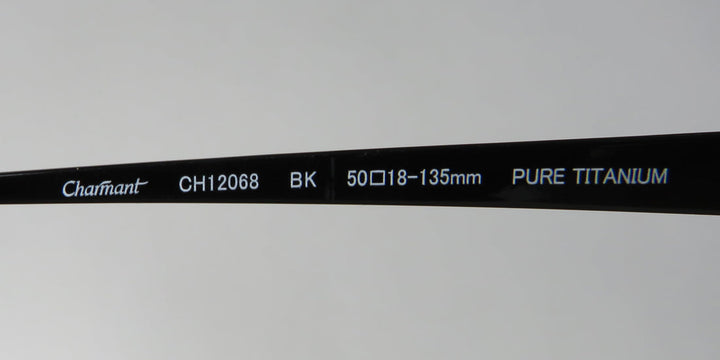 Charmant CH12068 BK 50□18-135mm PURE TITANIUM